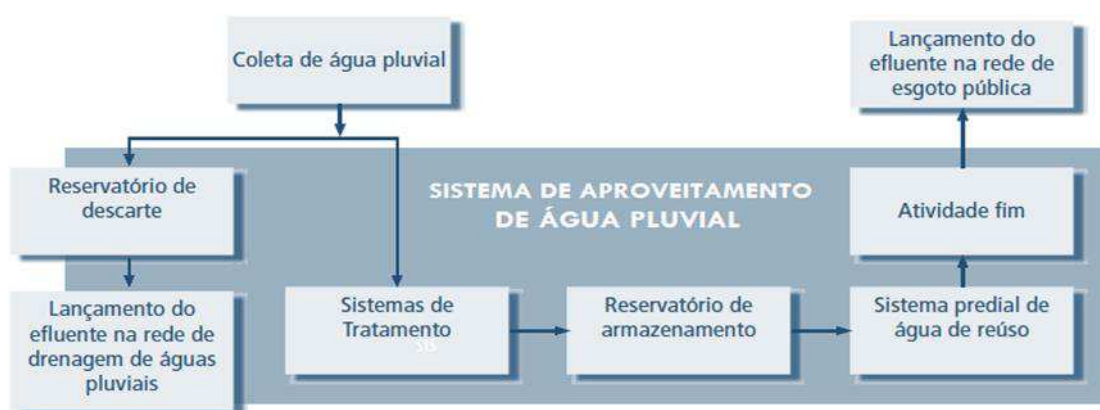 Coleta de água pluvial
Lançamento do
efluente na rede de
esgoto pública
Reservatório de
descarte
SISTEMA DE APROVEITAMENTO
DE ÁGUA PLUVIAL
Atividade fim
Lançamento do
efluente na rede de
drenagem de águas
pluviais
Sistemas de
Tratamento
SIS
Reservatório de
armazenamento
Sistema predial de
água de reúso